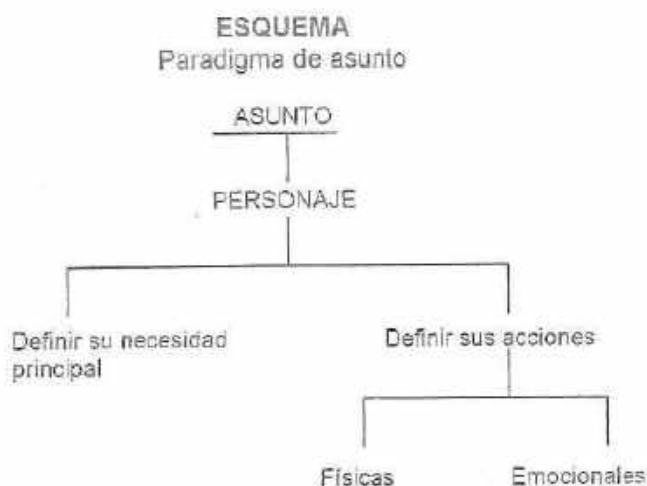 ESQUEMA
Paradigma de asunto
ASUNTO
PERSONAJE
Definir su necesidad
principal
Definir sus acciones
Físicas
Emocionales